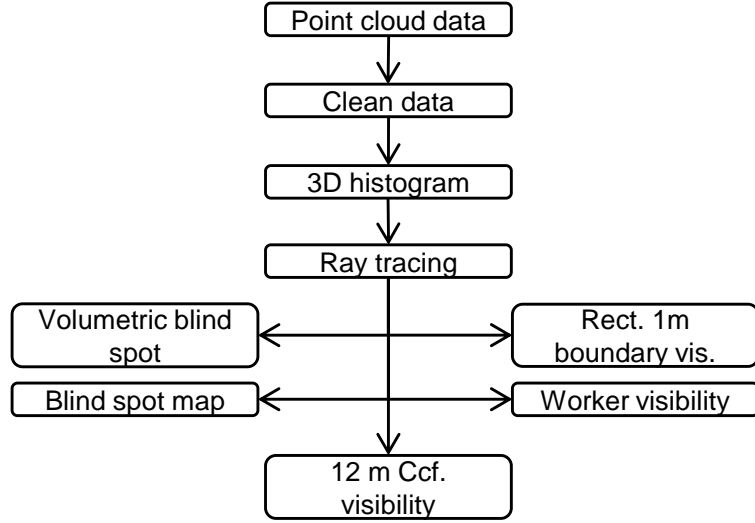 Point cloud data
Clean data
3D histogram
Ray tracing
Volumetric blind
spot
Rect. 1m
boundary vis.
Blind spot map
Worker visibility
12 m Ccf.
visibility